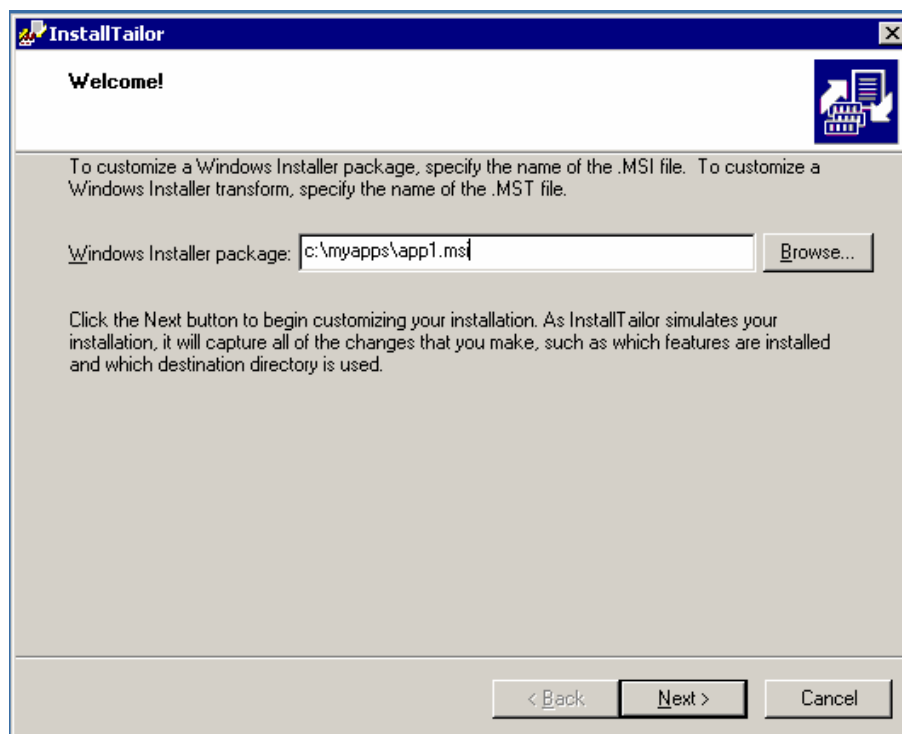 InstallTailor
Welcome!
To customize a Windows Installer package, specify the name of the .MSI file. To customize a
Windows Installer transform, specify the name of the .MST file.
Windows Installer package: c:\myapps\app1.msi Browse...
Click the Next button to begin customizing your installation. As InstallTailor simulates your
installation, it will capture all of the changes that you make, such as which features are installed
and which destination directory is used.
< Back Next > Cancel